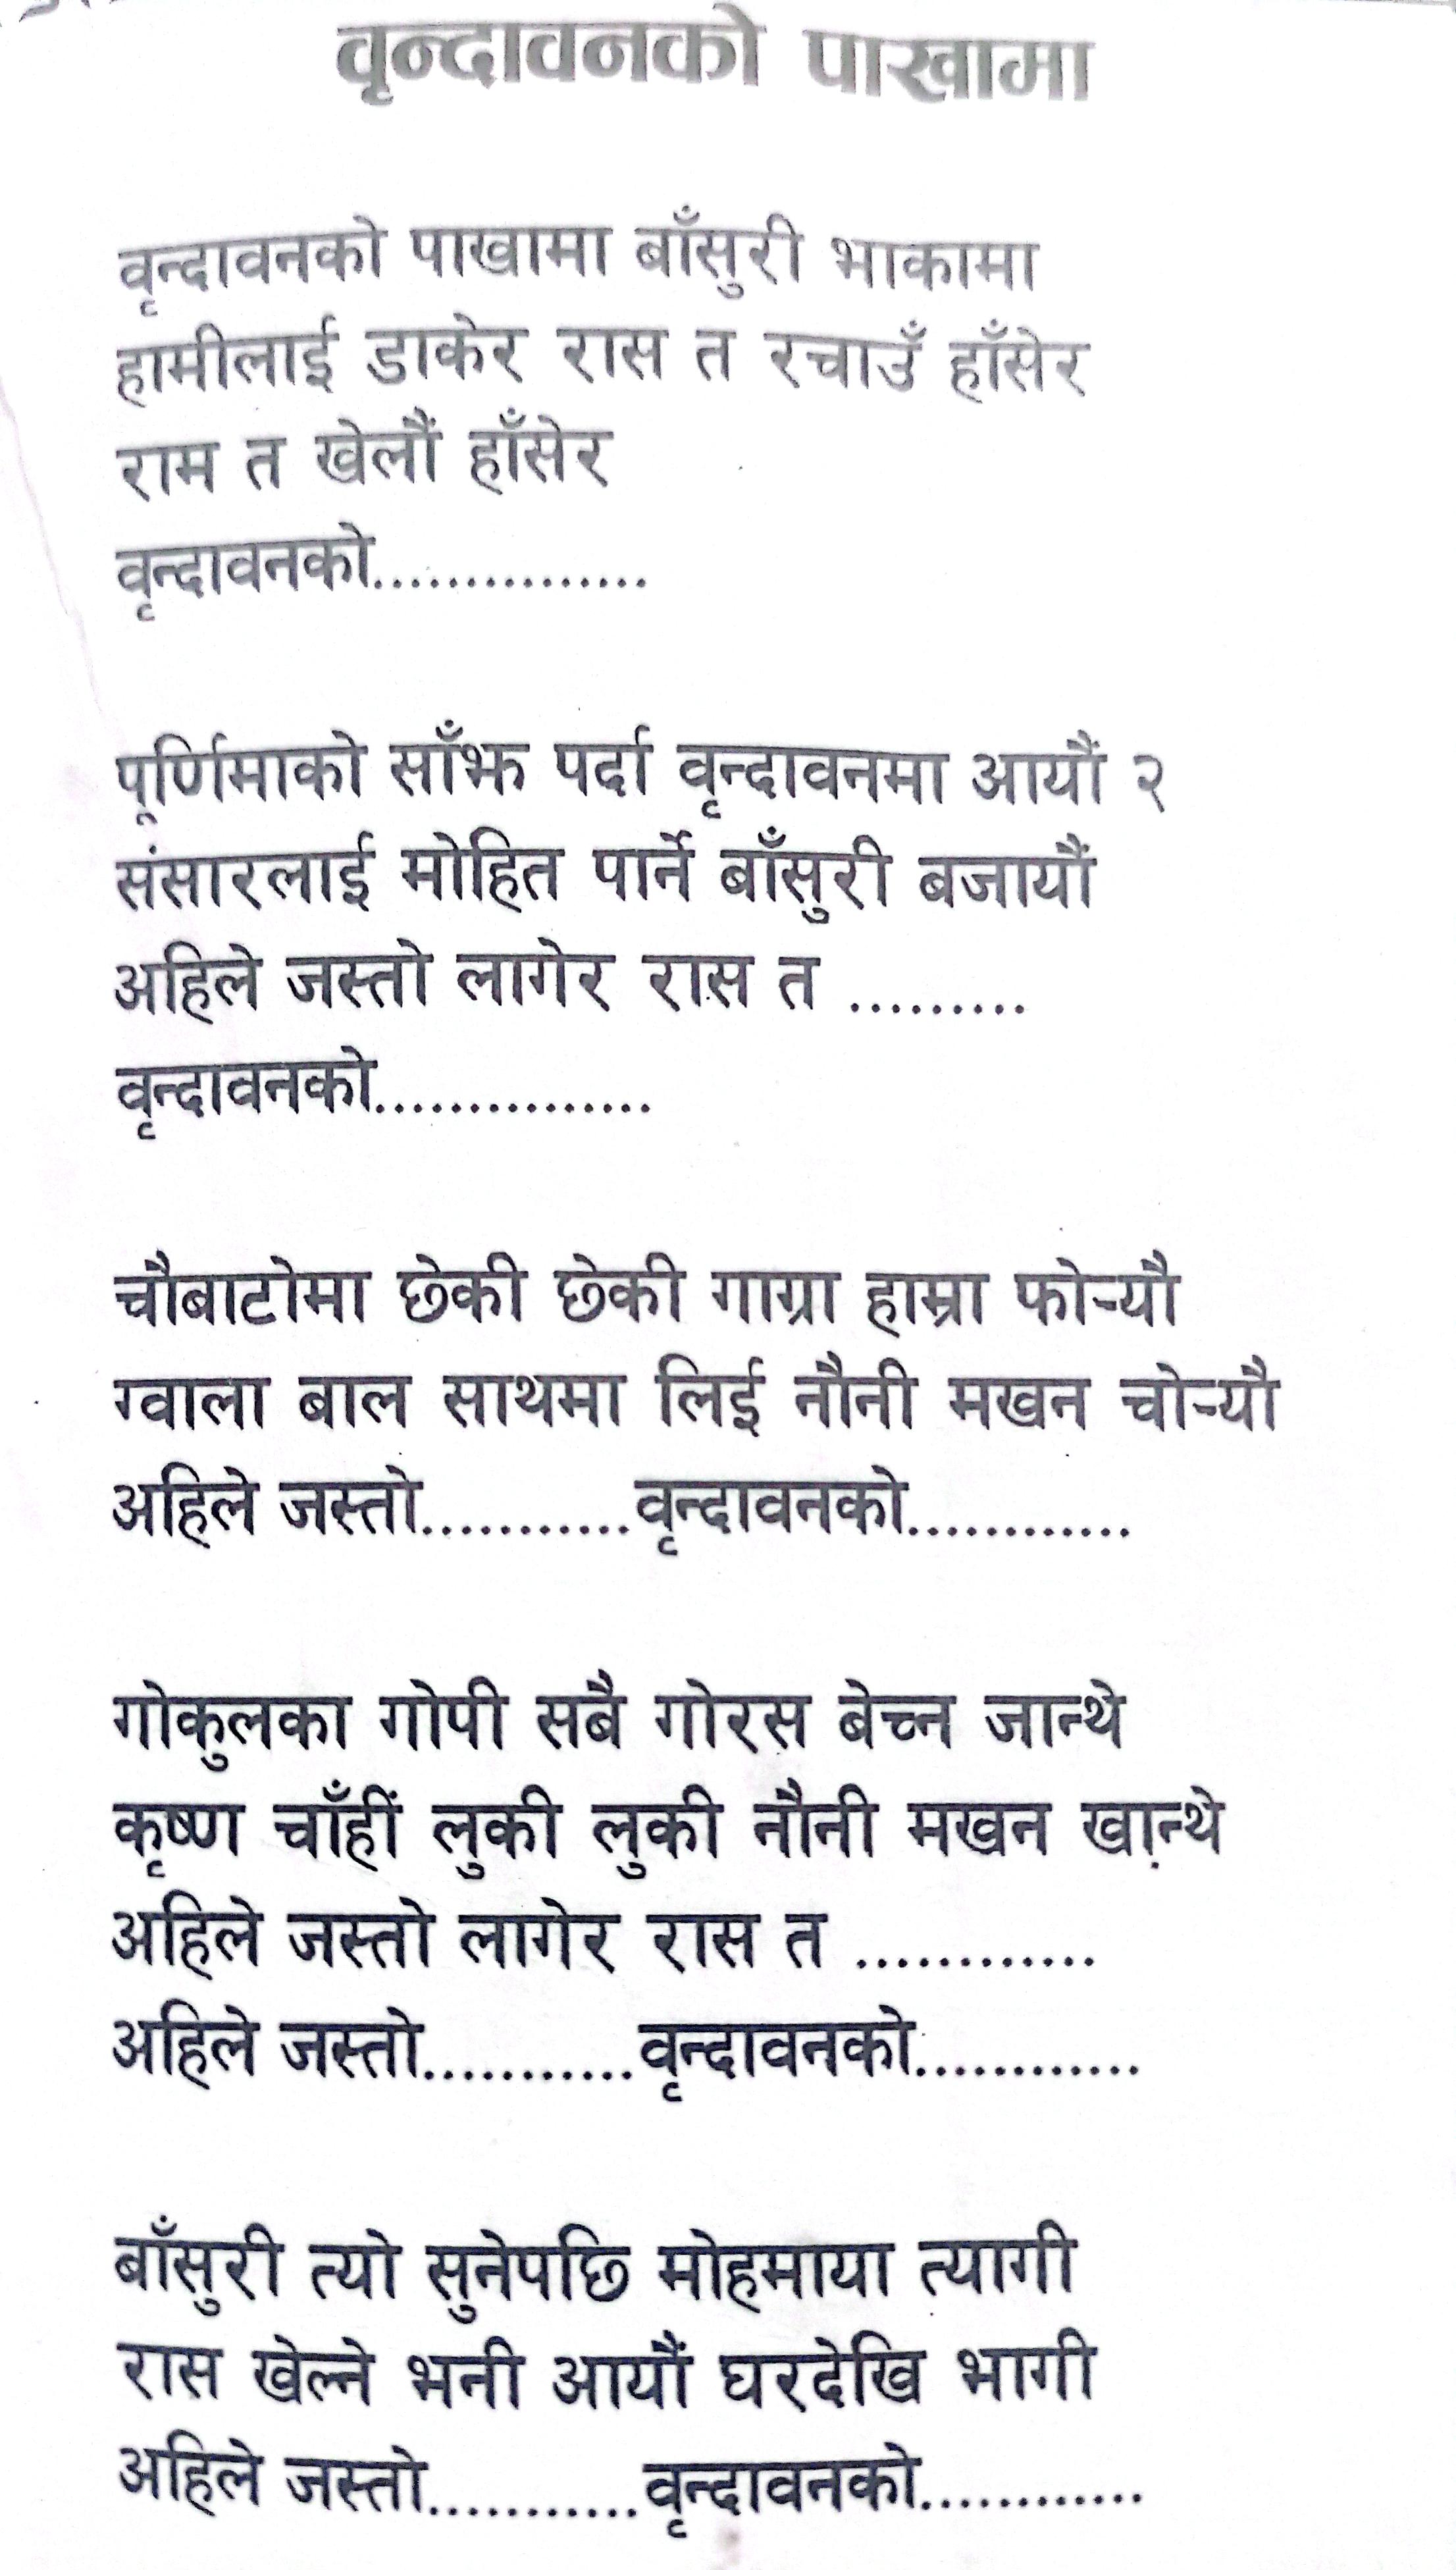 वृन्दावनको पाखामा
वृन्दावनको पाखामा बाँसुरी भाकामा
हामीलाई डाकेर रास त रचाउँ हाँसेर
राम त खेलौं हाँसेर
वृन्दावनको...............
पूर्णिमाको साँझ पर्दा वृन्दावनमा आयौं २
संसारलाई मोहित पार्ने बाँसुरी बजायौं
अहिले जस्तो लागेर रास त .........
वृन्दावनको...............
चौबाटोमा छेकी छेकी गाग्रा हाम्रा फोऱ्यौ
ग्वाला बाल साथमा लिई नौनी मखन चोऱ्यौ
अहिले जस्तो...........वृन्दावनको............
गोकुलका गोपी सबै गोरस बेच्न जान्थे
कृष्ण चाँहीं लुकी लुकी नौनी मखन खान्थे
अहिले जस्तो लागेर रास त ............
अहिले जस्तो...........वृन्दावनको............
बाँसुरी त्यो सुनेपछि मोहमाया त्यागी
रास खेल्ने भनी आयौं घरदेखि भागी
अहिले जस्तो...........वृन्दावनको............